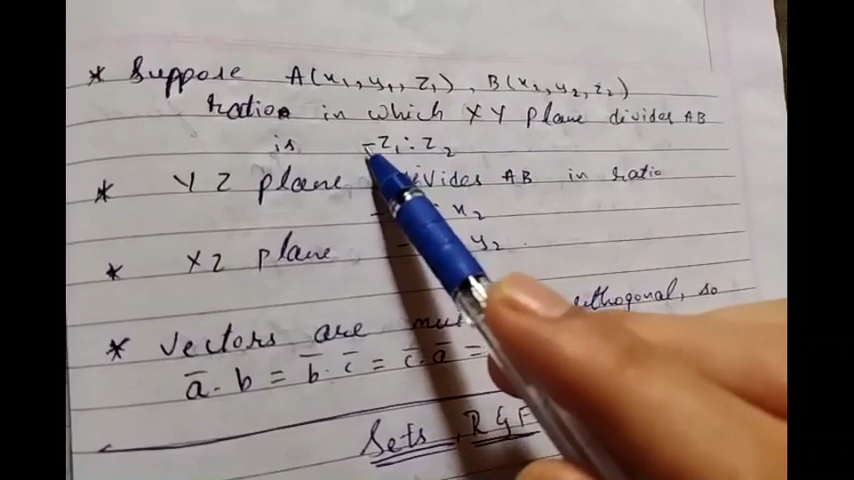 * Suppose A(x₁, y₁, z₁), B(x₂, y₂, z₂)
ratio in which XY plane divides AB
is -z₁ : z₂
* YZ plane divides AB in ratio
- : x₂
* XZ plane - y₂
* Vectors are orthogonal, so
a̅ . b = b̅ . c̅ = c̅ . a̅ =
Sets, RGF